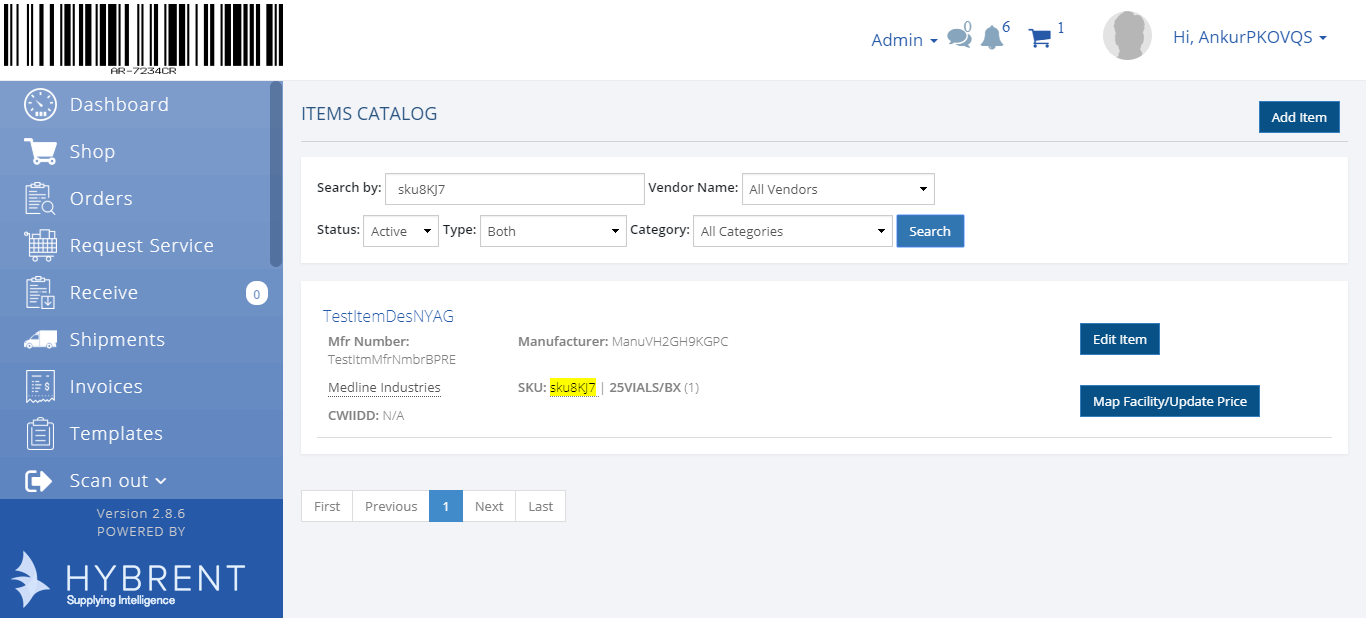 AR-7234CR
Admin 0 6 1 Hi, AnkurPKOVQS
Dashboard
Shop
Orders
Request Service
Receive 0
Shipments
Invoices
Templates
Scan out
Version 2.8.6
POWERED BY
HYBRENT
Supplying Intelligence
ITEMS CATALOG
Add Item
Search by: sku8KJ7 Vendor Name: All Vendors
Status: Active Type: Both Category: All Categories Search
TestItemDesNYAG
Mfr Number: Manufacturer: ManuVH2GH9KGPC
TestItmMfrNmbrBPRE
Edit Item
Medline Industries SKU: sku8KJ7 | 25VIALS/BX (1)
Map Facility/Update Price
CWIIDD: N/A
First Previous 1 Next Last